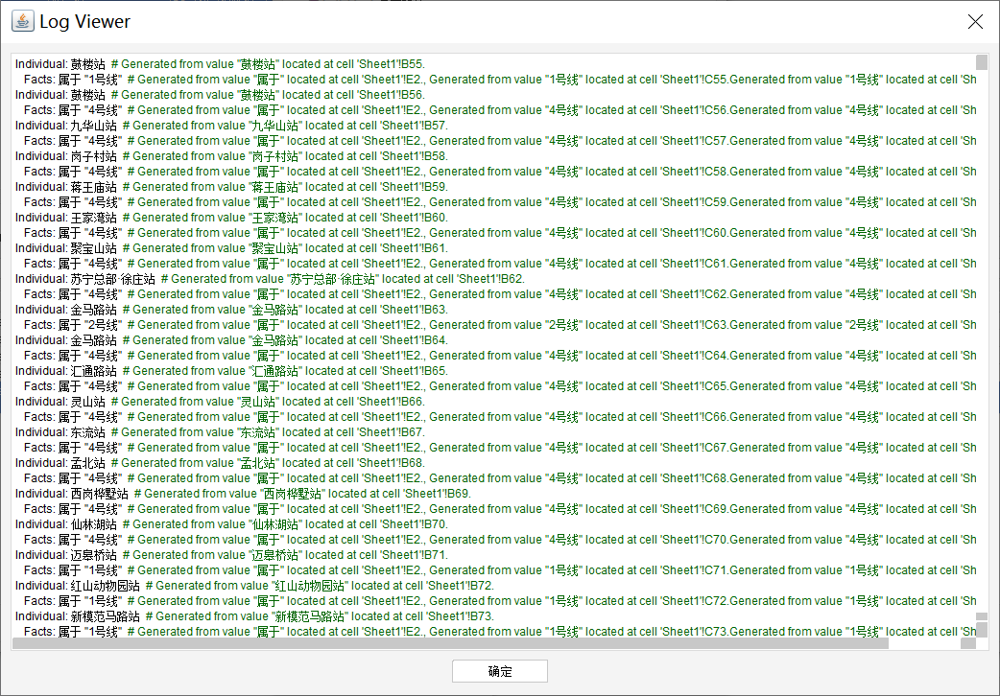 Log Viewer
Individual: 鼓楼站 # Generated from value "鼓楼站" located at cell 'Sheet1'!B55.
Facts: 属于 "1号线" # Generated from value "属于" located at cell 'Sheet1'!E2., Generated from value "1号线" located at cell 'Sheet1'!C55.Generated from value "1号线" located at cell 'Sh
Individual: 鼓楼站 # Generated from value "鼓楼站" located at cell 'Sheet1'!B56.
Facts: 属于 "4号线" # Generated from value "属于" located at cell 'Sheet1'!E2., Generated from value "4号线" located at cell 'Sheet1'!C56.Generated from value "4号线" located at cell 'Sh
Individual: 九华山站 # Generated from value "九华山站" located at cell 'Sheet1'!B57.
Facts: 属于 "4号线" # Generated from value "属于" located at cell 'Sheet1'!E2., Generated from value "4号线" located at cell 'Sheet1'!C57.Generated from value "4号线" located at cell 'Sh
Individual: 岗子村站 # Generated from value "岗子村站" located at cell 'Sheet1'!B58.
Facts: 属于 "4号线" # Generated from value "属于" located at cell 'Sheet1'!E2., Generated from value "4号线" located at cell 'Sheet1'!C58.Generated from value "4号线" located at cell 'Sh
Individual: 蒋王庙站 # Generated from value "蒋王庙站" located at cell 'Sheet1'!B59.
Facts: 属于 "4号线" # Generated from value "属于" located at cell 'Sheet1'!E2., Generated from value "4号线" located at cell 'Sheet1'!C59.Generated from value "4号线" located at cell 'Sh
Individual: 王家湾站 # Generated from value "王家湾站" located at cell 'Sheet1'!B60.
Facts: 属于 "4号线" # Generated from value "属于" located at cell 'Sheet1'!E2., Generated from value "4号线" located at cell 'Sheet1'!C60.Generated from value "4号线" located at cell 'Sh
Individual: 聚宝山站 # Generated from value "聚宝山站" located at cell 'Sheet1'!B61.
Facts: 属于 "4号线" # Generated from value "属于" located at cell 'Sheet1'!E2., Generated from value "4号线" located at cell 'Sheet1'!C61.Generated from value "4号线" located at cell 'Sh
Individual: 苏宁总部·徐庄站 # Generated from value "苏宁总部·徐庄站" located at cell 'Sheet1'!B62.
Facts: 属于 "4号线" # Generated from value "属于" located at cell 'Sheet1'!E2., Generated from value "4号线" located at cell 'Sheet1'!C62.Generated from value "4号线" located at cell 'Sh
Individual: 金马路站 # Generated from value "金马路站" located at cell 'Sheet1'!B63.
Facts: 属于 "2号线" # Generated from value "属于" located at cell 'Sheet1'!E2., Generated from value "2号线" located at cell 'Sheet1'!C63.Generated from value "2号线" located at cell 'Sh
Individual: 金马路站 # Generated from value "金马路站" located at cell 'Sheet1'!B64.
Facts: 属于 "4号线" # Generated from value "属于" located at cell 'Sheet1'!E2., Generated from value "4号线" located at cell 'Sheet1'!C64.Generated from value "4号线" located at cell 'Sh
Individual: 汇通路站 # Generated from value "汇通路站" located at cell 'Sheet1'!B65.
Facts: 属于 "4号线" # Generated from value "属于" located at cell 'Sheet1'!E2., Generated from value "4号线" located at cell 'Sheet1'!C65.Generated from value "4号线" located at cell 'Sh
Individual: 灵山站 # Generated from value "灵山站" located at cell 'Sheet1'!B66.
Facts: 属于 "4号线" # Generated from value "属于" located at cell 'Sheet1'!E2., Generated from value "4号线" located at cell 'Sheet1'!C66.Generated from value "4号线" located at cell 'Sh
Individual: 东流站 # Generated from value "东流站" located at cell 'Sheet1'!B67.
Facts: 属于 "4号线" # Generated from value "属于" located at cell 'Sheet1'!E2., Generated from value "4号线" located at cell 'Sheet1'!C67.Generated from value "4号线" located at cell 'Sh
Individual: 孟北站 # Generated from value "孟北站" located at cell 'Sheet1'!B68.
Facts: 属于 "4号线" # Generated from value "属于" located at cell 'Sheet1'!E2., Generated from value "4号线" located at cell 'Sheet1'!C68.Generated from value "4号线" located at cell 'Sh
Individual: 西岗桦墅站 # Generated from value "西岗桦墅站" located at cell 'Sheet1'!B69.
Facts: 属于 "4号线" # Generated from value "属于" located at cell 'Sheet1'!E2., Generated from value "4号线" located at cell 'Sheet1'!C69.Generated from value "4号线" located at cell 'Sh
Individual: 仙林湖站 # Generated from value "仙林湖站" located at cell 'Sheet1'!B70.
Facts: 属于 "4号线" # Generated from value "属于" located at cell 'Sheet1'!E2., Generated from value "4号线" located at cell 'Sheet1'!C70.Generated from value "4号线" located at cell 'Sh
Individual: 迈皋桥站 # Generated from value "迈皋桥站" located at cell 'Sheet1'!B71.
Facts: 属于 "1号线" # Generated from value "属于" located at cell 'Sheet1'!E2., Generated from value "1号线" located at cell 'Sheet1'!C71.Generated from value "1号线" located at cell 'Sh
Individual: 红山动物园站 # Generated from value "红山动物园站" located at cell 'Sheet1'!B72.
Facts: 属于 "1号线" # Generated from value "属于" located at cell 'Sheet1'!E2., Generated from value "1号线" located at cell 'Sheet1'!C72.Generated from value "1号线" located at cell 'Sh
Individual: 新模范马路站 # Generated from value "新模范马路站" located at cell 'Sheet1'!B73.
Facts: 属于 "1号线" # Generated from value "属于" located at cell 'Sheet1'!E2., Generated from value "1号线" located at cell 'Sheet1'!C73.Generated from value "1号线" located at cell 'Sh
确定